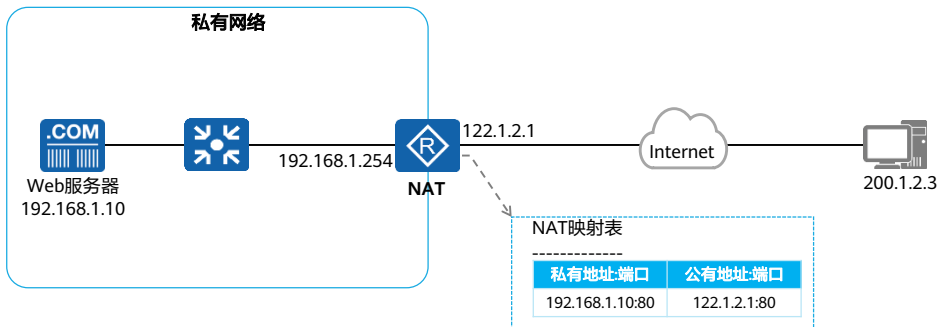 私有网络
.COM
Web服务器
192.168.1.10
192.168.1.254
R
NAT
122.1.2.1
Internet
200.1.2.3
NAT映射表
-------------
私有地址:端口 公有地址:端口
192.168.1.10:80 122.1.2.1:80